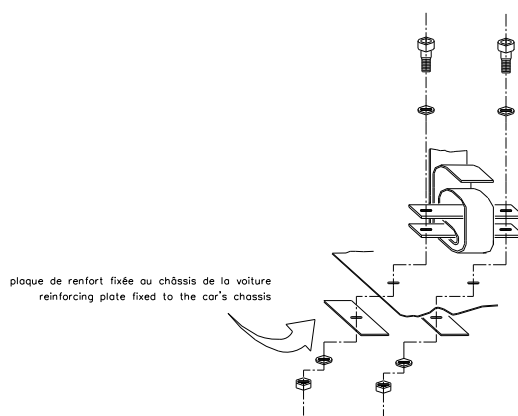 plaque de renfort fixée au châssis de la voiture
reinforcing plate fixed to the car's chassis